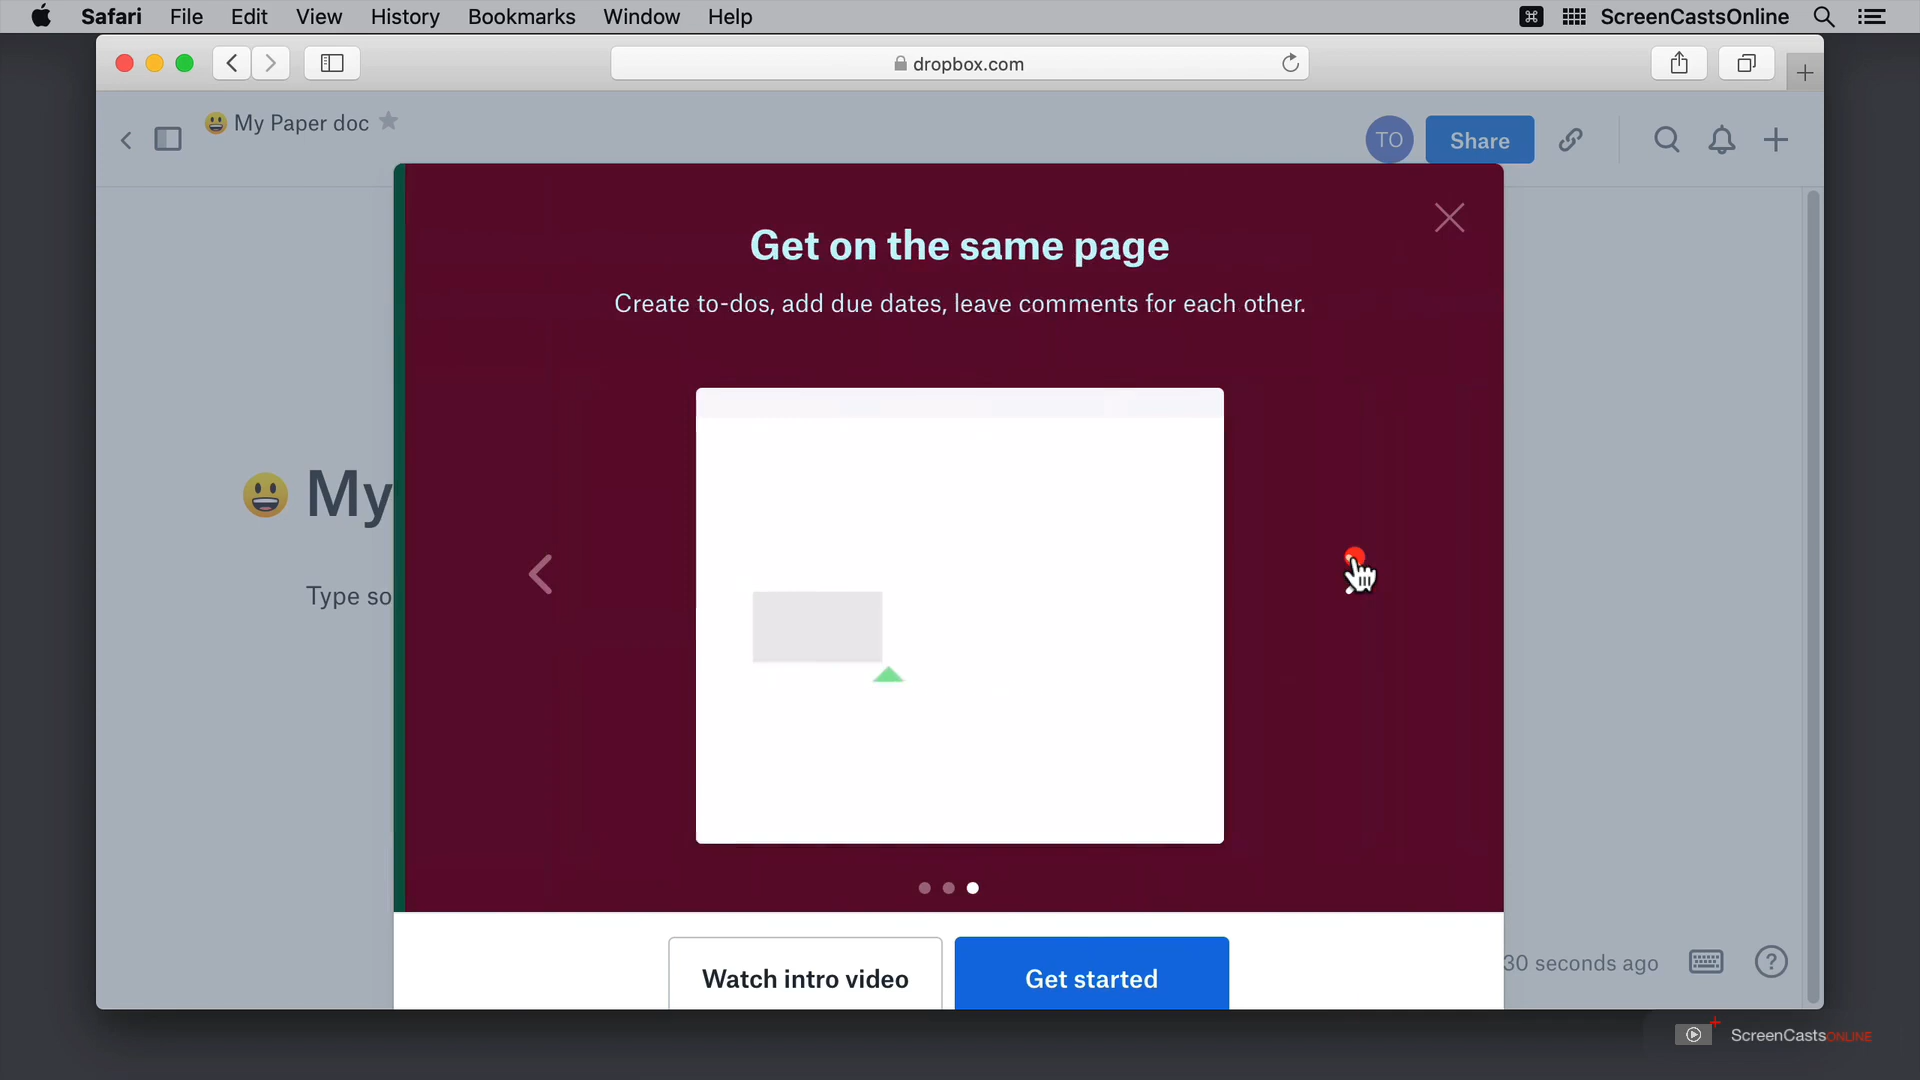 Safari File Edit View History Bookmarks Window Help ScreenCastsOnline
dropbox.com
My Paper doc
TO Share
Get on the same page
Create to-dos, add due dates, leave comments for each other.
My
Type so
Watch intro video Get started
30 seconds ago
ScreenCastsONLINE